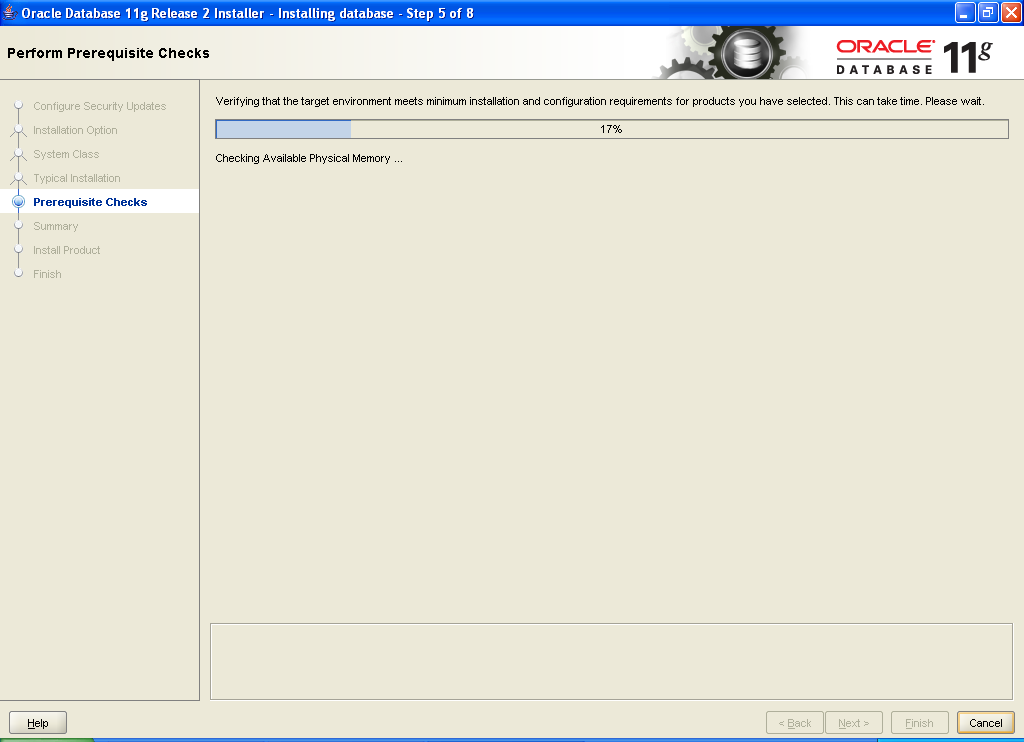 Oracle Database 11g Release 2 Installer - Installing database - Step 5 of 8
Perform Prerequisite Checks
ORACLE®
DATABASE
11g
Configure Security Updates
Installation Option
System Class
Typical Installation
Prerequisite Checks
Summary
Install Product
Finish
Verifying that the target environment meets minimum installation and configuration requirements for products you have selected. This can take time. Please wait.
17%
Checking Available Physical Memory ...
Help
< Back
Next >
Finish
Cancel